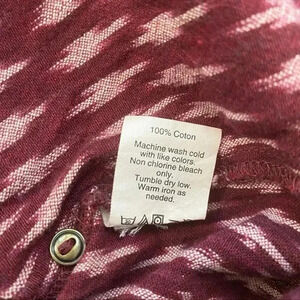 100% Coton
Machine wash cold
with like colors.
Non chlorine bleach
only.
Tumble dry low.
Warm iron as
needed.